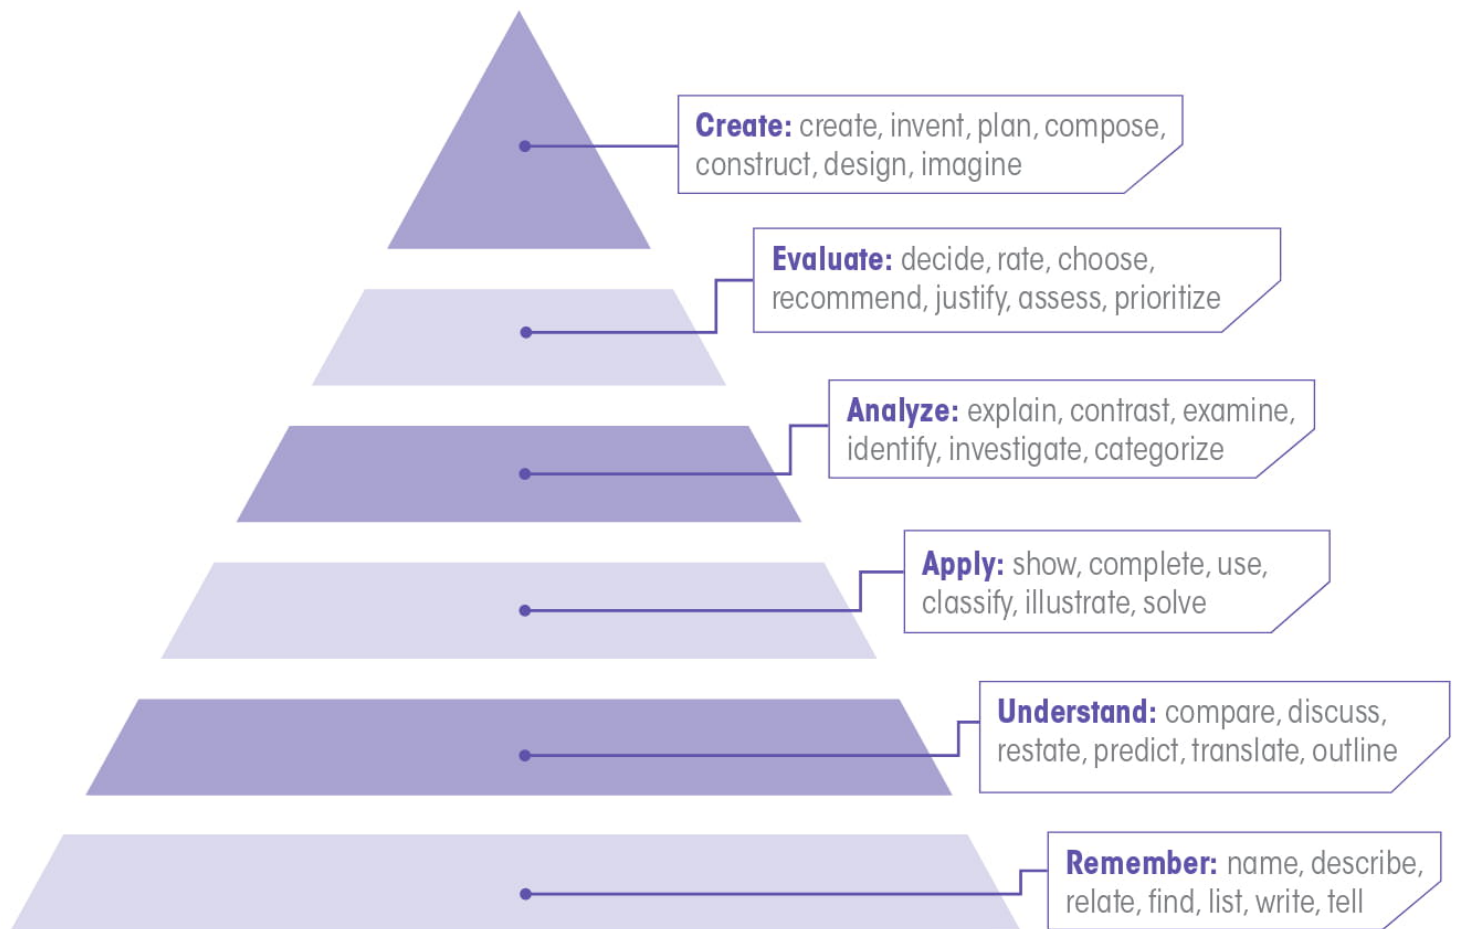 Create: create, invent, plan, compose,
construct, design, imagine
Evaluate: decide, rate, choose,
recommend, justify, assess, prioritize
Analyze: explain, contrast, examine,
identify, investigate, categorize
Apply: show, complete, use,
classify, illustrate, solve
Understand: compare, discuss,
restate, predict, translate, outline
Remember: name, describe,
relate, find, list, write, tell